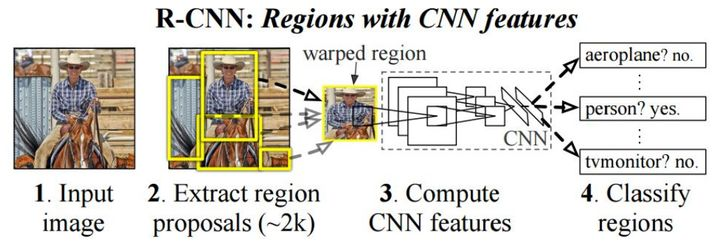 R-CNN: Regions with CNN features
warped region
aeroplane? no.
person? yes.
tvmonitor? no.
CNN
1. Input
image
2. Extract region
proposals (~2k)
3. Compute
CNN features
4. Classify
regions